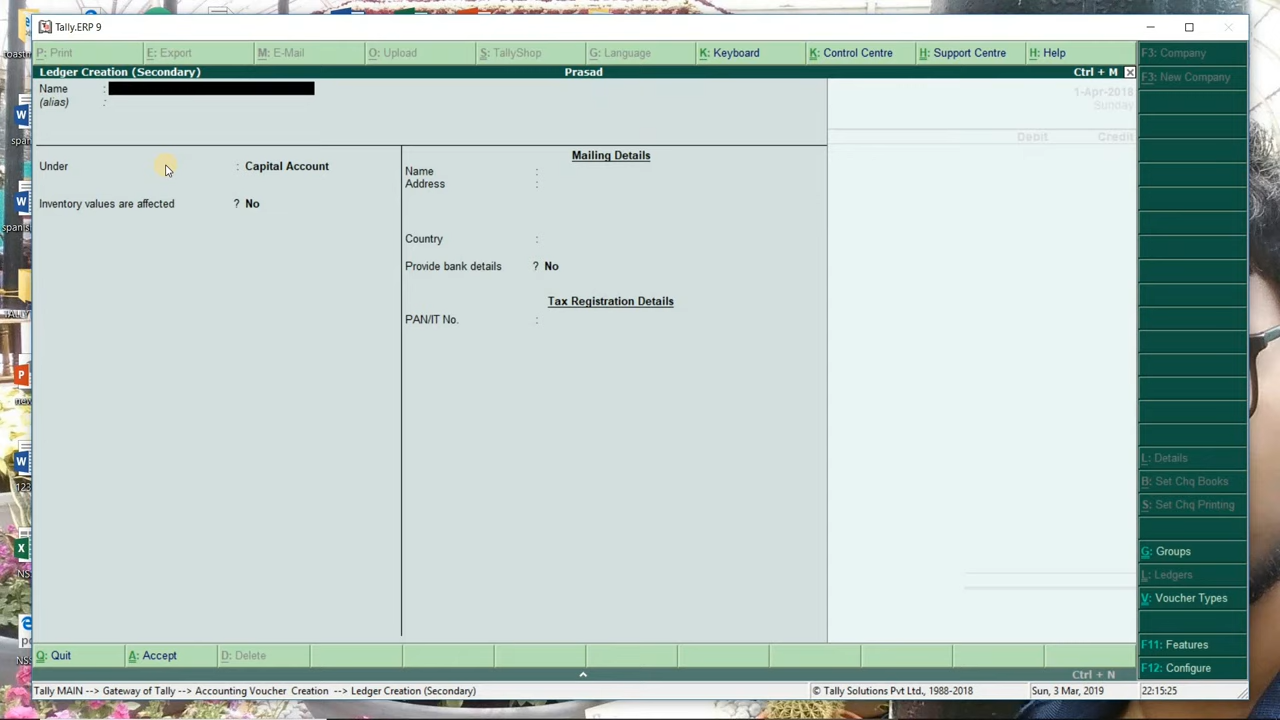 Tally.ERP 9
P: Print E: Export M: E-Mail O: Upload S: TallyShop G: Language K: Keyboard K: Control Centre H: Support Centre H: Help F3: Company
Ledger Creation (Secondary) Prasad Ctrl + M
F3: New Company
Name :
(alias) :
1-Apr-2018
Sunday
Debit Credit
Under : Capital Account
Inventory values are affected ? No
Mailing Details
Name :
Address :
Country :
Provide bank details ? No
Tax Registration Details
PAN/IT No. :
L: Details
B: Set Chq Books
S: Set Chq Printing
G: Groups
L: Ledgers
V: Voucher Types
F11: Features
F12: Configure
Q: Quit A: Accept D: Delete
Ctrl + N
Tally MAIN --> Gateway of Tally --> Accounting Voucher Creation --> Ledger Creation (Secondary) © Tally Solutions Pvt Ltd., 1988-2018 Sun, 3 Mar, 2019 22:15:25
span
spanis
new
123
NS